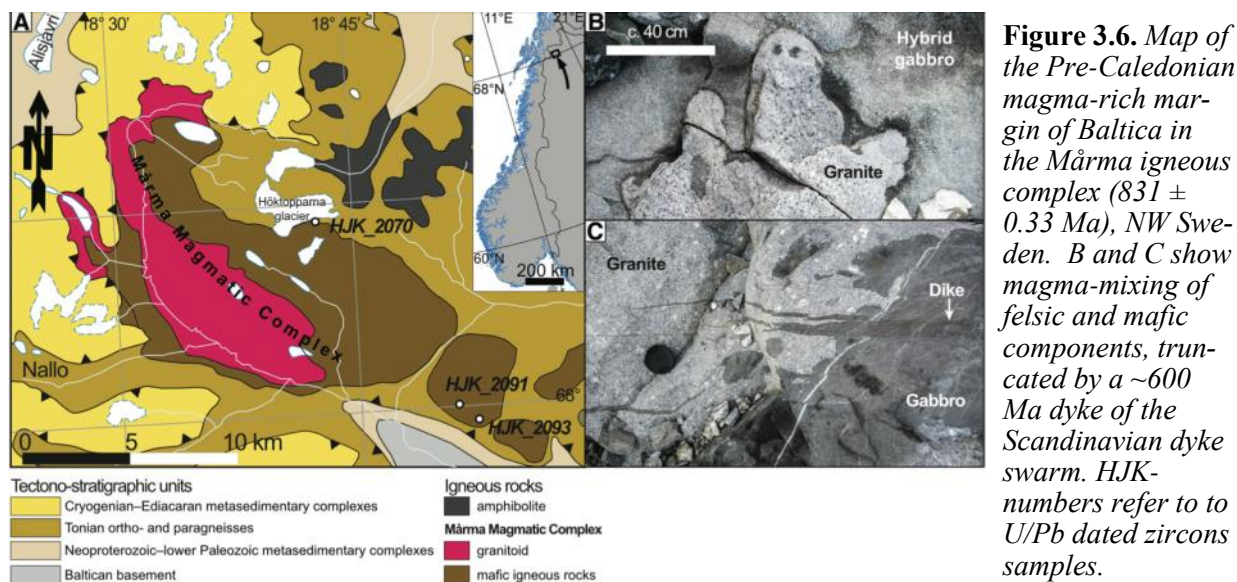 A
18° 30'
18° 45'
Alisjavri
N
Mårma Magmatic Complex
Höktopparna
glacier
HJK_2070
Nallo
HJK_2091
HJK_2093
68°
0
5
10 km
11°E
21°E
68°N
60°N
200 km
B
c. 40 cm
Hybrid
gabbro
Granite
C
Granite
Dike
Gabbro
Tectono-stratigraphic units
Cryogenian–Ediacaran metasedimentary complexes
Tonian ortho- and paragneisses
Neoproterozoic–lower Paleozoic metasedimentary complexes
Baltican basement
Igneous rocks
amphibolite
Mårma Magmatic Complex
granitoid
mafic igneous rocks
Figure 3.6. Map of
the Pre-Caledonian
magma-rich mar-
gin of Baltica in
the Mårma igneous
complex (831 ±
0.33 Ma), NW Swe-
den. B and C show
magma-mixing of
felsic and mafic
components, trun-
cated by a ~600
Ma dyke of the
Scandinavian dyke
swarm. HJK-
numbers refer to to
U/Pb dated zircons
samples.